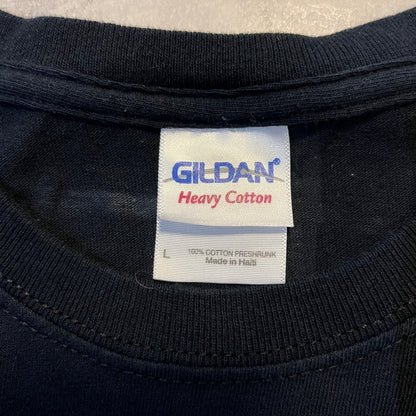 GILDAN®
Heavy Cotton
L
100% COTTON PRESHRUNK
Made in Haiti